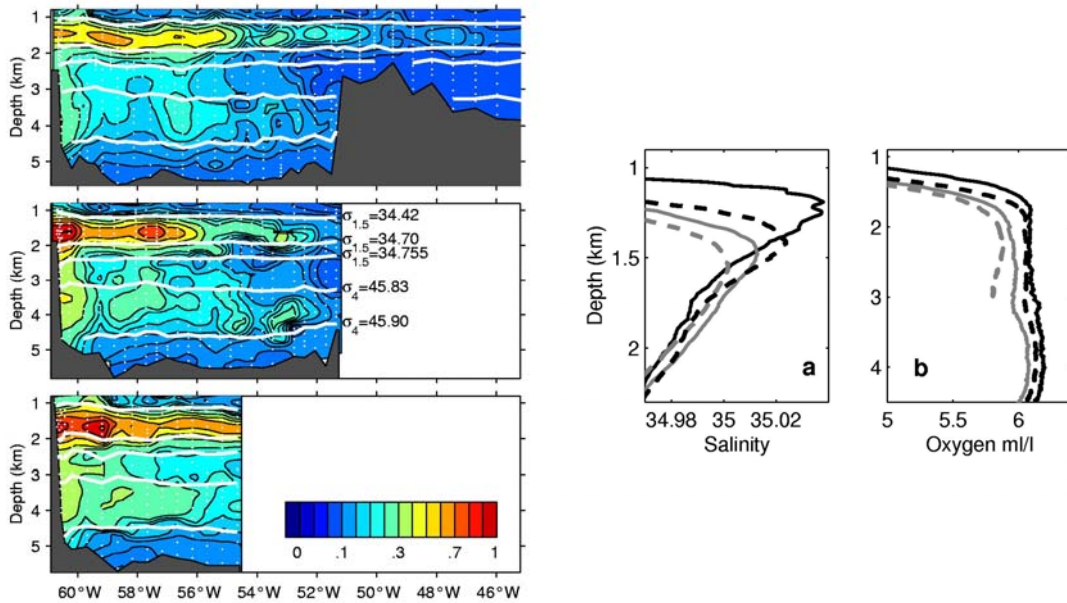 1
2
3
4
5
Depth (km)
1
2
3
4
5
Depth (km)
σ1.5=34.42
σ1.5=34.70
σ1.5=34.755
σ4=45.83
σ4=45.90
1
2
3
4
5
Depth (km)
0 .1 .3 .7 1
60°W 58°W 56°W 54°W 52°W 50°W 48°W 46°W
1
1.5
2
Depth (km)
a
34.98 35 35.02
Salinity
1
2
3
4
b
5 5.5 6
Oxygen ml/l